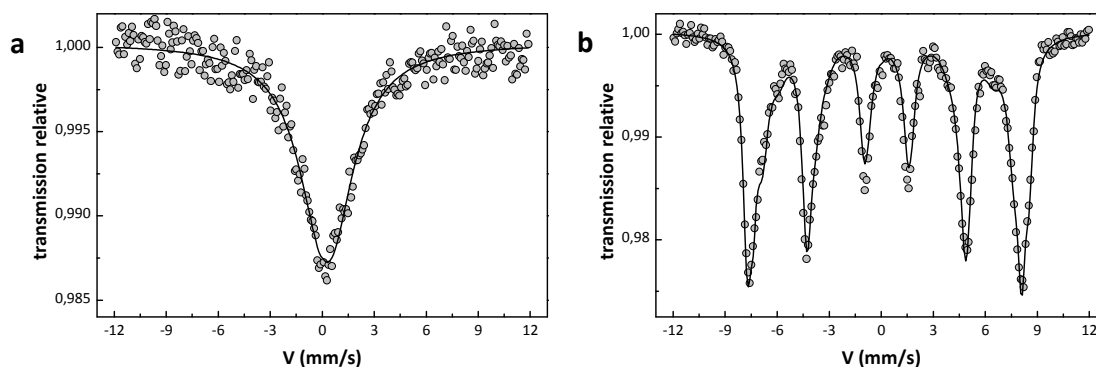 a
1,000
0,995
0,990
0,985
transmission relative
-12 -9 -6 -3 0 3 6 9 12
V (mm/s)
b
1,00
0,99
0,98
transmission relative
-12 -9 -6 -3 0 3 6 9 12
V (mm/s)